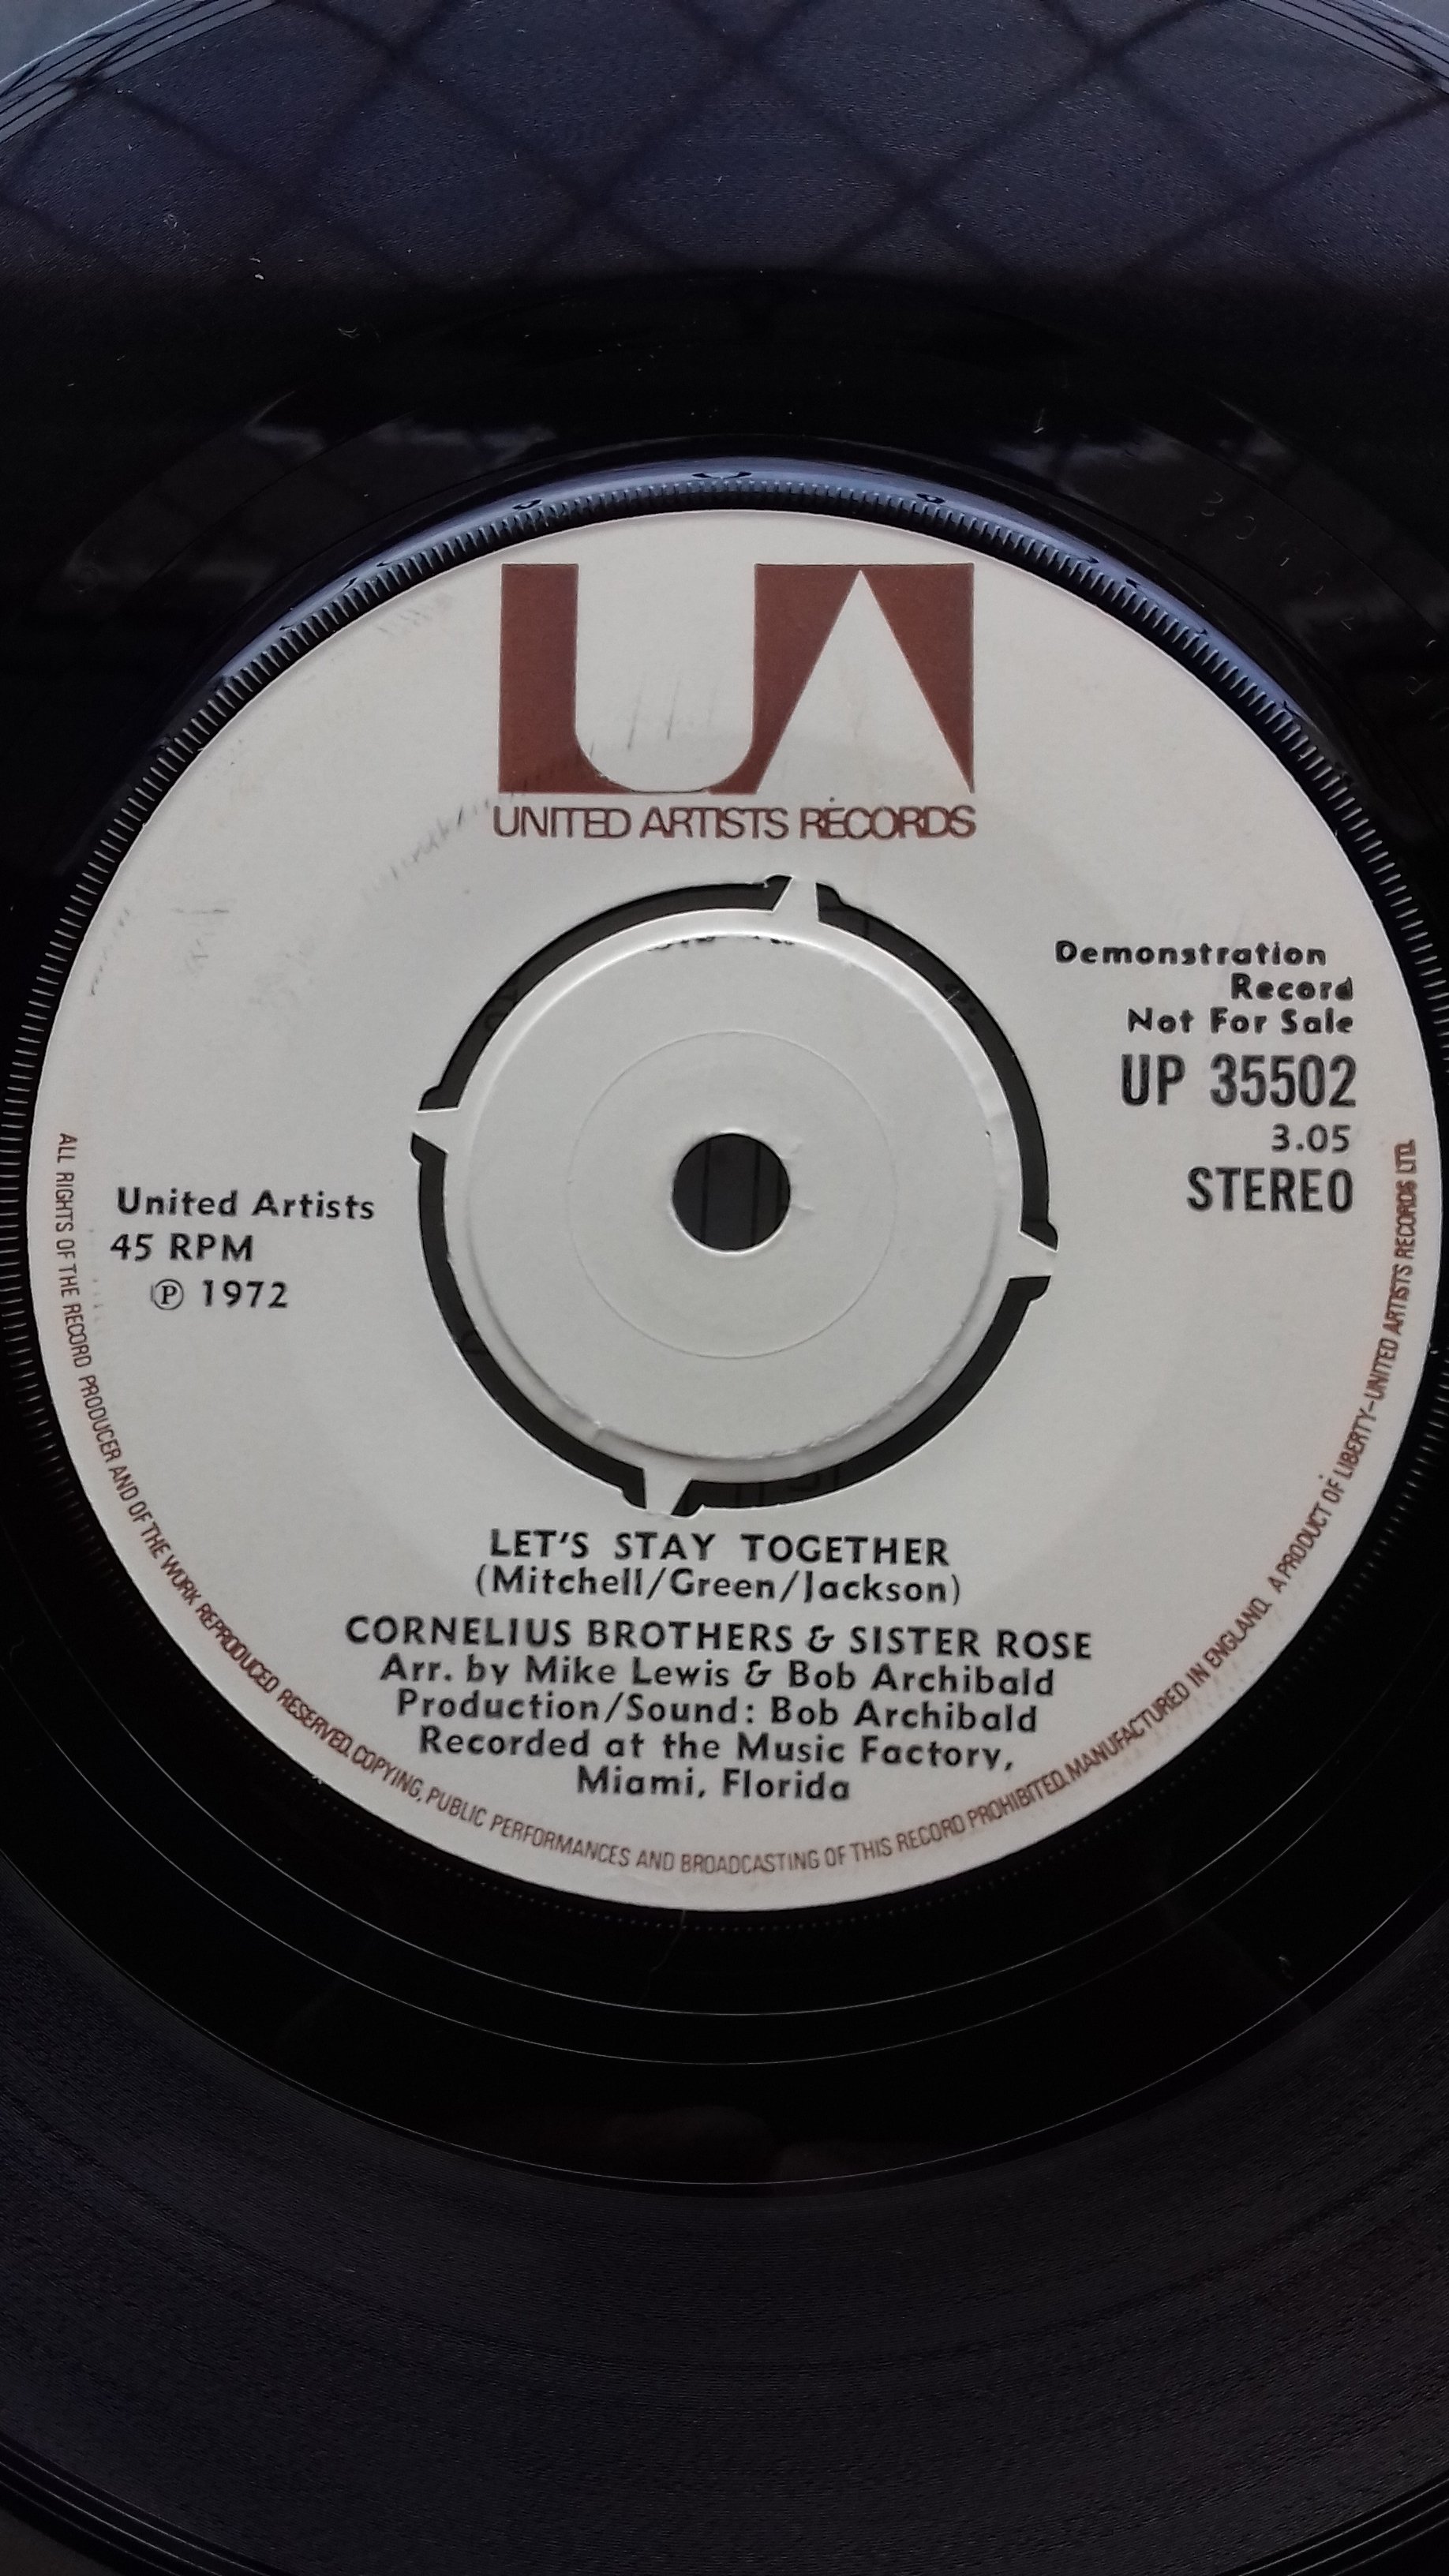 UA
UNITED ARTISTS RECORDS
Demonstration
Record
Not For Sale
UP 35502
3.05
STEREO
United Artists
45 RPM
Ⓟ 1972
LET'S STAY TOGETHER
(Mitchell/Green/Jackson)
CORNELIUS BROTHERS & SISTER ROSE
Arr. by Mike Lewis & Bob Archibald
Production/Sound: Bob Archibald
Recorded at the Music Factory,
Miami, Florida
ALL RIGHTS OF THE RECORD PRODUCER AND OF THE WORK REPRODUCED RESERVED. COPYING, PUBLIC PERFORMANCES AND BROADCASTING OF THIS RECORD PROHIBITED. MANUFACTURED IN ENGLAND. A PRODUCT OF LIBERTY-UNITED ARTISTS RECORDS LTD.